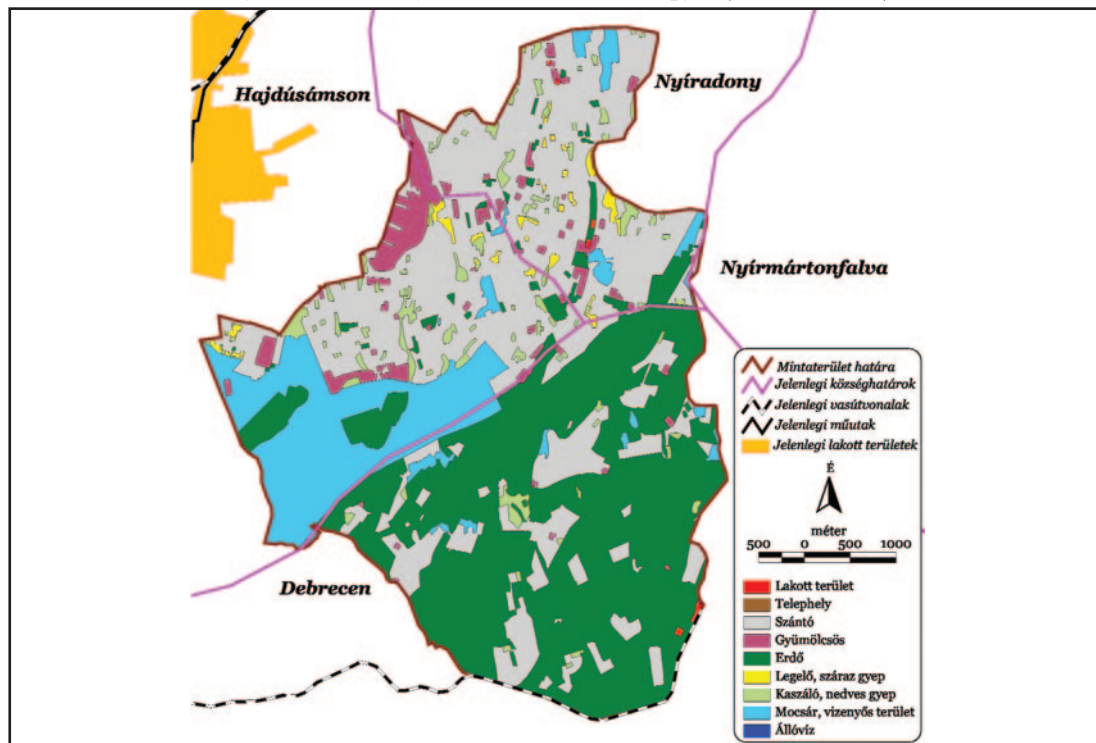 Hajdúsámson
Nyíradony
Nyírmártonfalva
Debrecen
Mintaterület határa
Jelenlegi községhatárok
Jelenlegi vasútvonalak
Jelenlegi műutak
Jelenlegi lakott területek
É
méter
500 0 500 1000
Lakott terület
Telephely
Szántó
Gyümölcsös
Erdő
Legelő, száraz gyep
Kaszáló, nedves gyep
Mocsár, vizenyős terület
Állóvíz